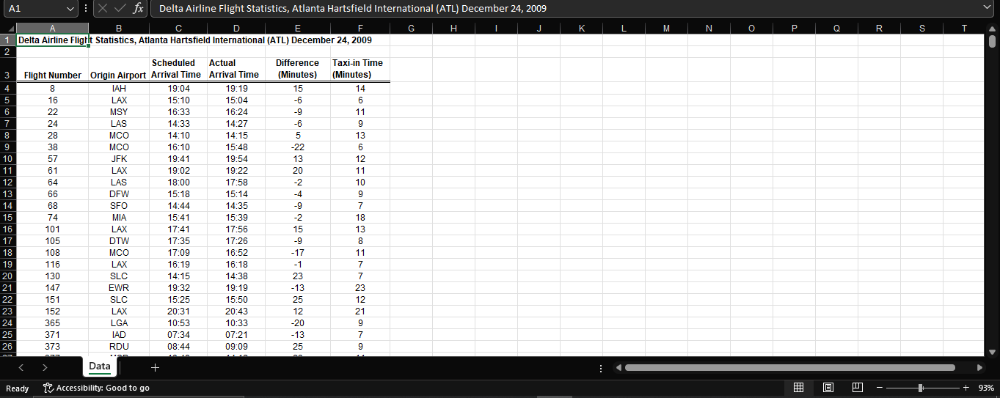 A1 fx Delta Airline Flight Statistics, Atlanta Hartsfield International (ATL) December 24, 2009
A B C D E F G H I J K L M N O P Q R S T
1 Delta Airline Flight Statistics, Atlanta Hartsfield International (ATL) December 24, 2009
2
Scheduled Actual Difference Taxi-in Time
3 Flight Number Origin Airport Arrival Time Arrival Time (Minutes) (Minutes)
4 8 IAH 19:04 19:19 15 14
5 16 LAX 15:10 15:04 -6 6
6 22 MSY 16:33 16:24 -9 11
7 24 LAS 14:33 14:27 -6 9
8 28 MCO 14:10 14:15 5 13
9 38 MCO 16:10 15:48 -22 6
10 57 JFK 19:41 19:54 13 12
11 61 LAX 19:02 19:22 20 11
12 64 LAS 18:00 17:58 -2 10
13 66 DFW 15:18 15:14 -4 9
14 68 SFO 14:44 14:35 -9 7
15 74 MIA 15:41 15:39 -2 18
16 101 LAX 17:41 17:56 15 13
17 105 DTW 17:35 17:26 -9 8
18 108 MCO 17:09 16:52 -17 11
19 116 LAX 16:19 16:18 -1 7
20 130 SLC 14:15 14:38 23 7
21 147 EWR 19:32 19:19 -13 23
22 151 SLC 15:25 15:50 25 12
23 152 LAX 20:31 20:43 12 21
24 365 LGA 10:53 10:33 -20 9
25 371 IAD 07:34 07:21 -13 7
26 373 RDU 08:44 09:09 25 9
Data
Ready Accessibility: Good to go 93%